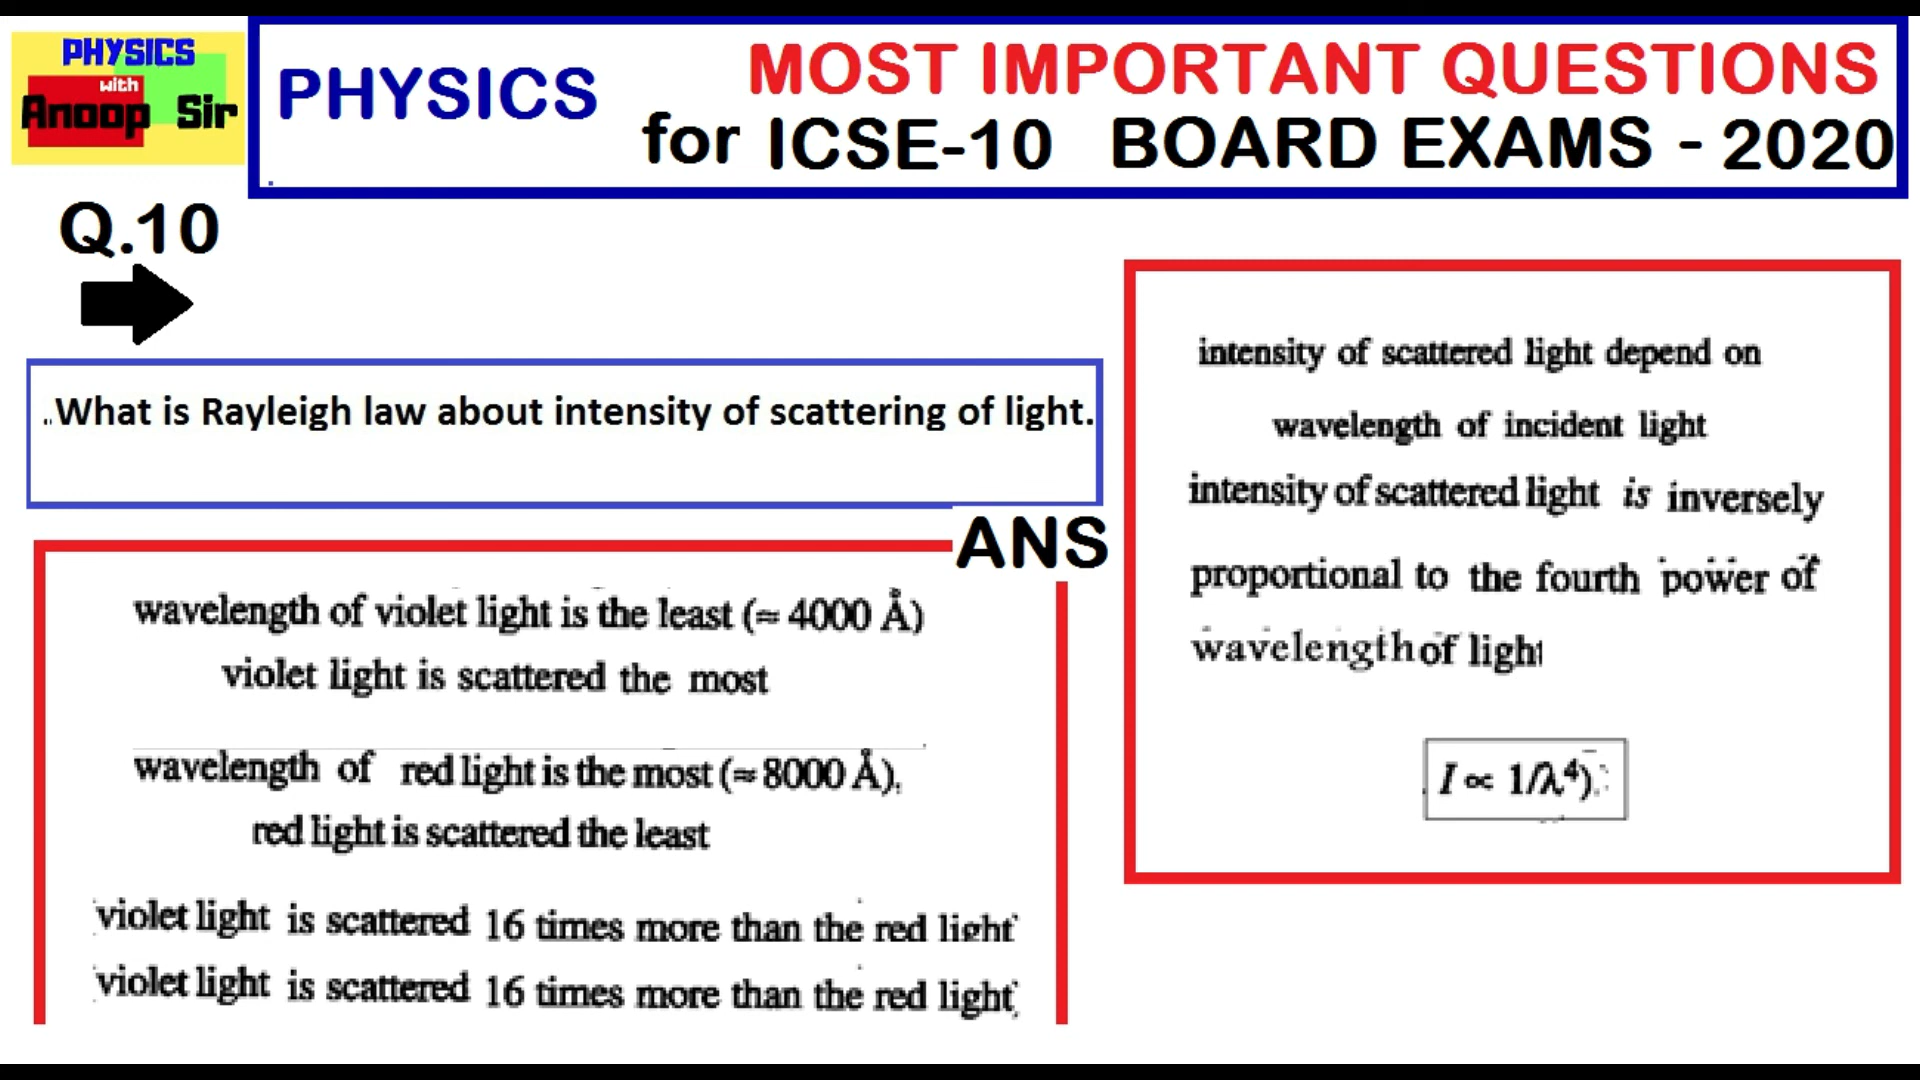 PHYSICS
with
Anoop Sir
PHYSICS
MOST IMPORTANT QUESTIONS
for ICSE-10 BOARD EXAMS - 2020
Q.10
..What is Rayleigh law about intensity of scattering of light.
ANS
wavelength of violet light is the least (≈ 4000 Å)
violet light is scattered the most
wavelength of red light is the most (≈ 8000 Å),
red light is scattered the least
violet light is scattered 16 times more than the red light
violet light is scattered 16 times more than the red light
intensity of scattered light depend on
wavelength of incident light
intensity of scattered light is inversely
proportional to the fourth power of
wavelength of light
I ∝ 1/λ⁴)